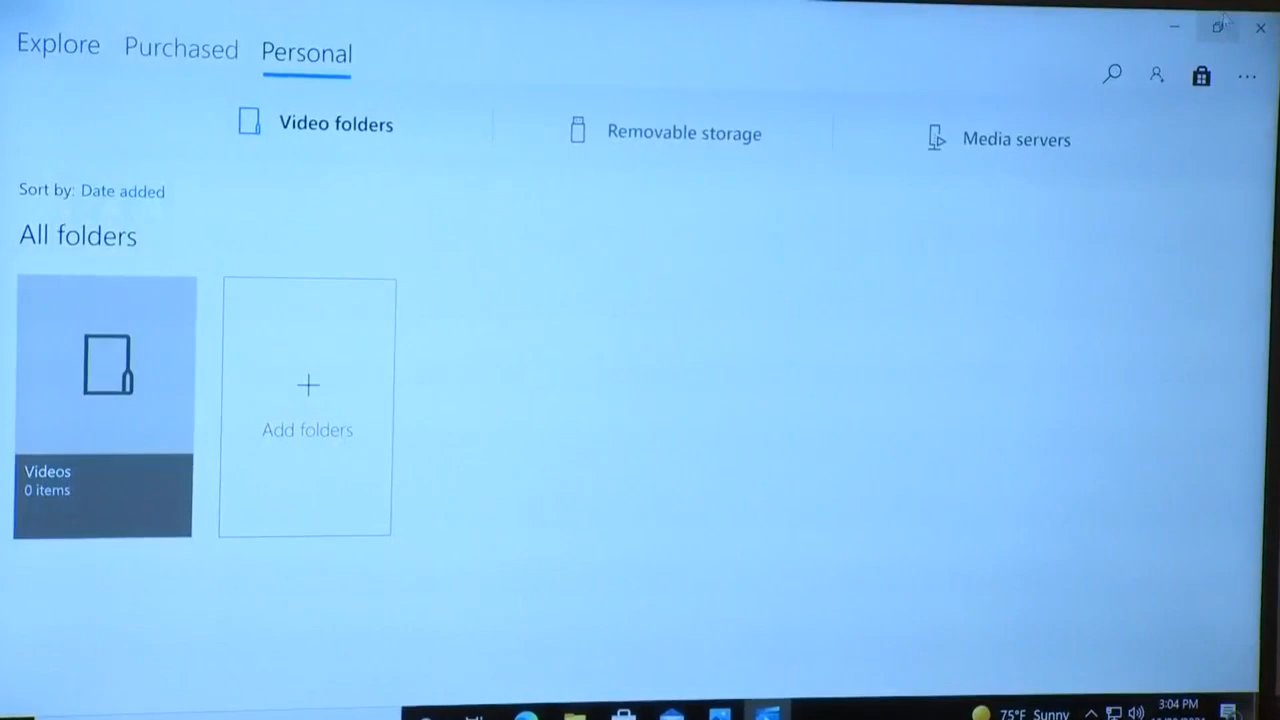 Explore Purchased Personal
Video folders Removable storage Media servers
Sort by: Date added
All folders
Add folders
Videos
0 items
75°F Sunny
3:04 PM